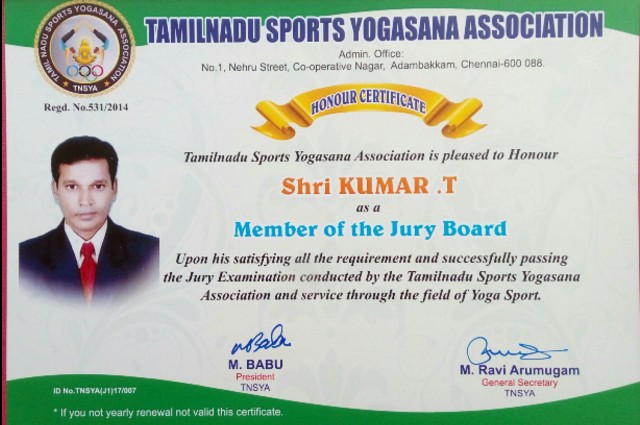 TAMIL NADU SPORTS YOGASANA ASSOCIATION
TNSYA
TAMILNADU SPORTS YOGASANA ASSOCIATION
Admin. Office:
No.1, Nehru Street, Co-operative Nagar, Adambakkam, Chennai-600 088.
Regd. No.531/2014
HONOUR CERTIFICATE
Tamilnadu Sports Yogasana Association is pleased to Honour
Shri KUMAR .T
as a
Member of the Jury Board
Upon his satisfying all the requirement and successfully passing
the Jury Examination conducted by the Tamilnadu Sports Yogasana
Association and service through the field of Yoga Sport.
M. BABU
President
TNSYA
M. Ravi Arumugam
General Secretary
TNSYA
ID No.TNSYA(J1)17/007
* If you not yearly renewal not valid this certificate.